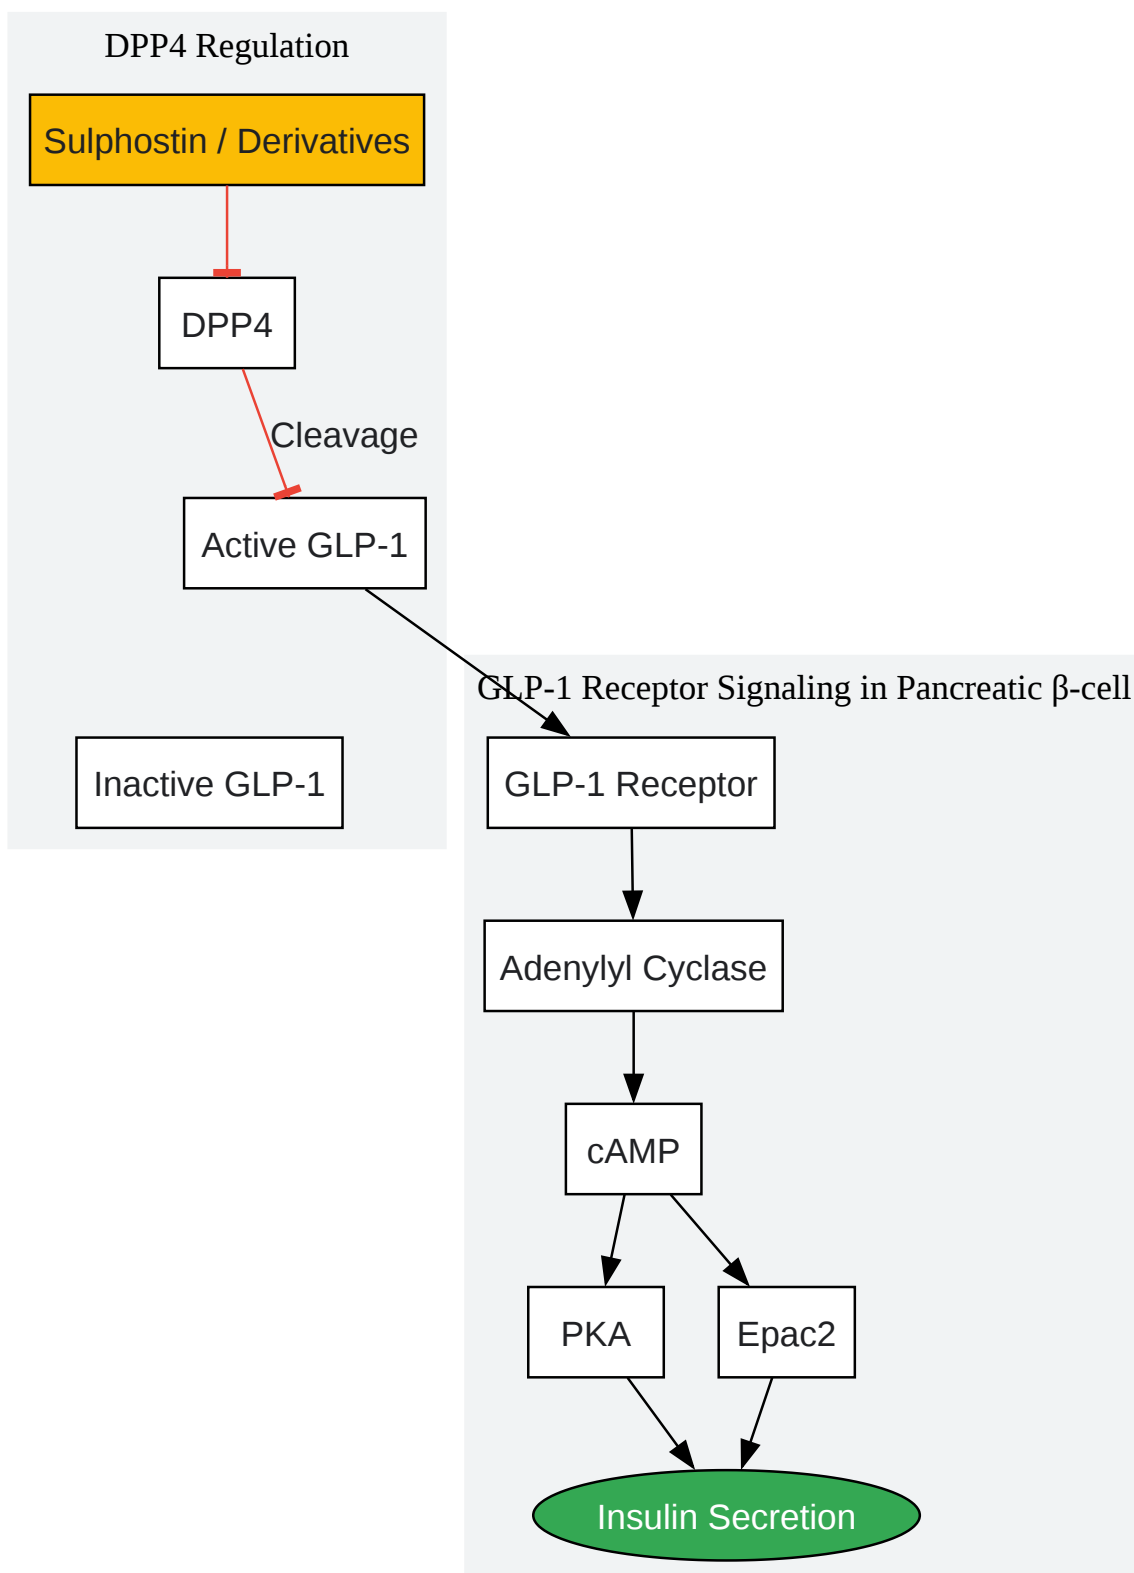 DPP4 Regulation
Sulphostin / Derivatives
DPP4
Cleavage
Active GLP-1
Inactive GLP-1
GLP-1 Receptor Signaling in Pancreatic β-cell
GLP-1 Receptor
Adenylyl Cyclase
cAMP
PKA
Epac2
Insulin Secretion